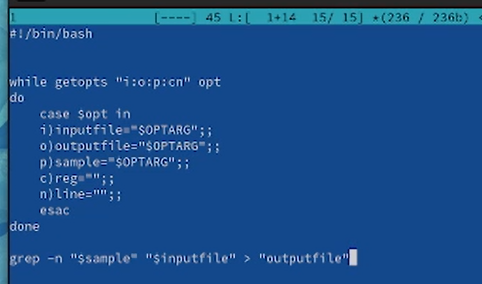 1 [----] 45 L:[ 1+14 15/ 15] *(236 / 236b) <
#!/bin/bash
while getopts "i:o:p:cn" opt
do
case $opt in
i)inputfile="$OPTARG";;
o)outputfile="$OPTARG";;
p)sample="$OPTARG";;
c)reg="";;
n)line="";;
esac
done
grep -n "$sample" "$inputfile" > "outputfile"